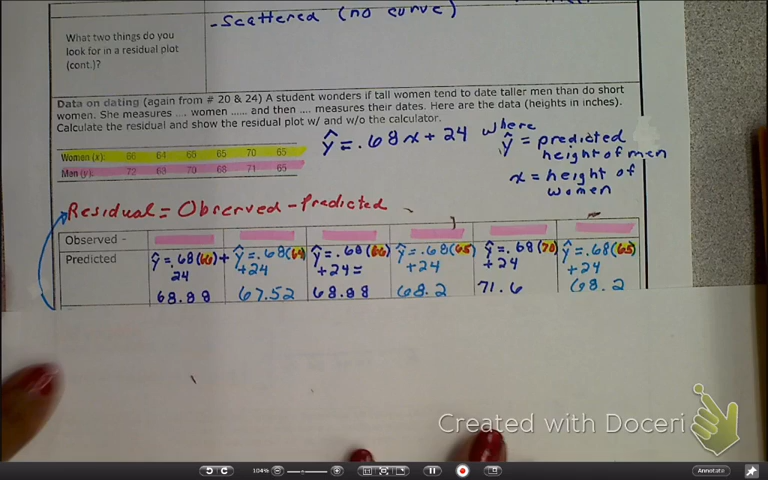 -Scattered (no curve)
What two things do you
look for in a residual plot
(cont.)?
Data on dating (again from # 20 & 24) A student wonders if tall women tend to date taller men than do short
women. She measures .... women ...... and then .... measures their dates. Here are the data (heights in inches).
Calculate the residual and show the residual plot w/ and w/o the calculator.
ŷ = .68x + 24 where
ŷ = predicted
height of men
x = height of
women
Women (x): 66 64 66 65 70 65
Men (y): 72 68 70 68 71 65
Residual = Observed - Predicted
Observed -
Predicted ŷ=.68(66)+ ŷ=.68(64) ŷ=.68(66) ŷ=.68(65) ŷ=.68(70) ŷ=.68(65)
24 +24 +24= +24 +24 +24
68.88 67.52 68.88 68.2 71.6 68.2
Created with Doceri
104%
Annotate